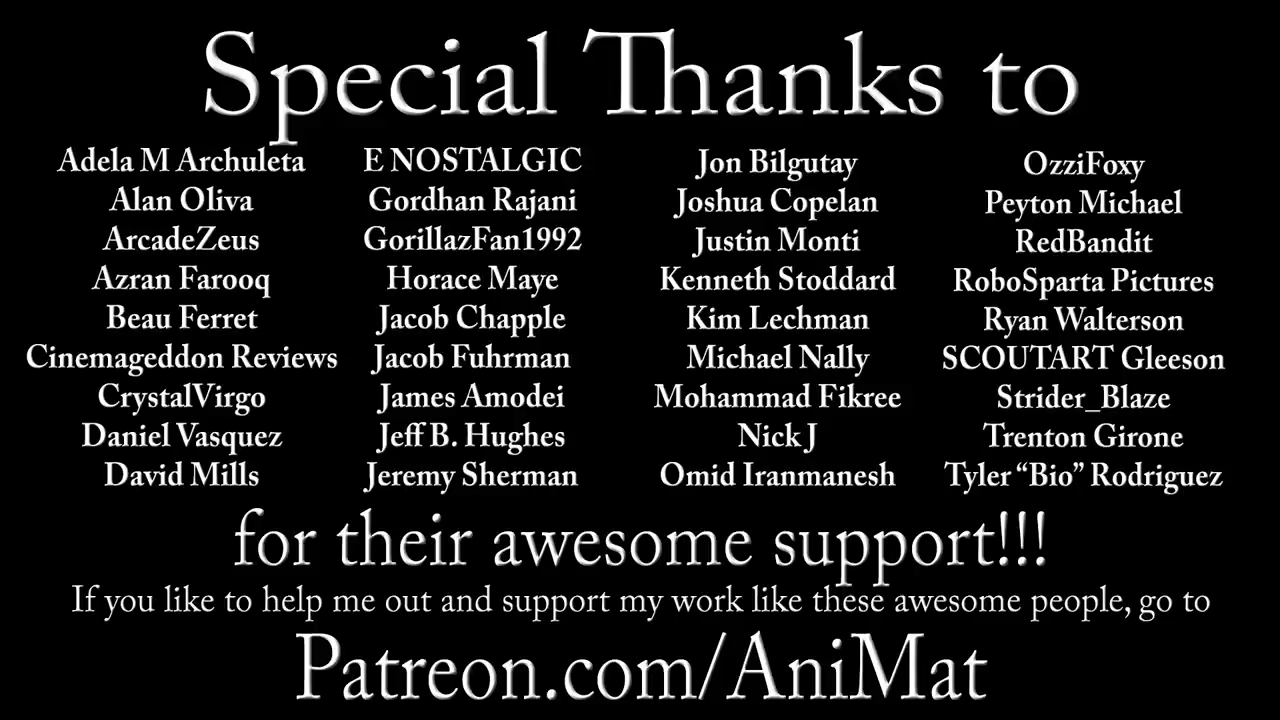 Special Thanks to
Adela M Archuleta
Alan Oliva
ArcadeZeus
Azran Farooq
Beau Ferret
Cinemageddon Reviews
CrystalVirgo
Daniel Vasquez
David Mills
E NOSTALGIC
Gordhan Rajani
GorillazFan1992
Horace Maye
Jacob Chapple
Jacob Fuhrman
James Amodei
Jeff B. Hughes
Jeremy Sherman
Jon Bilgutay
Joshua Copelan
Justin Monti
Kenneth Stoddard
Kim Lechman
Michael Nally
Mohammad Fikree
Nick J
Omid Iranmanesh
OzziFoxy
Peyton Michael
RedBandit
RoboSparta Pictures
Ryan Walterson
SCOUTART Gleeson
Strider_Blaze
Trenton Girone
Tyler “Bio” Rodriguez
for their awesome support!!!
If you like to help me out and support my work like these awesome people, go to
Patreon.com/AniMat